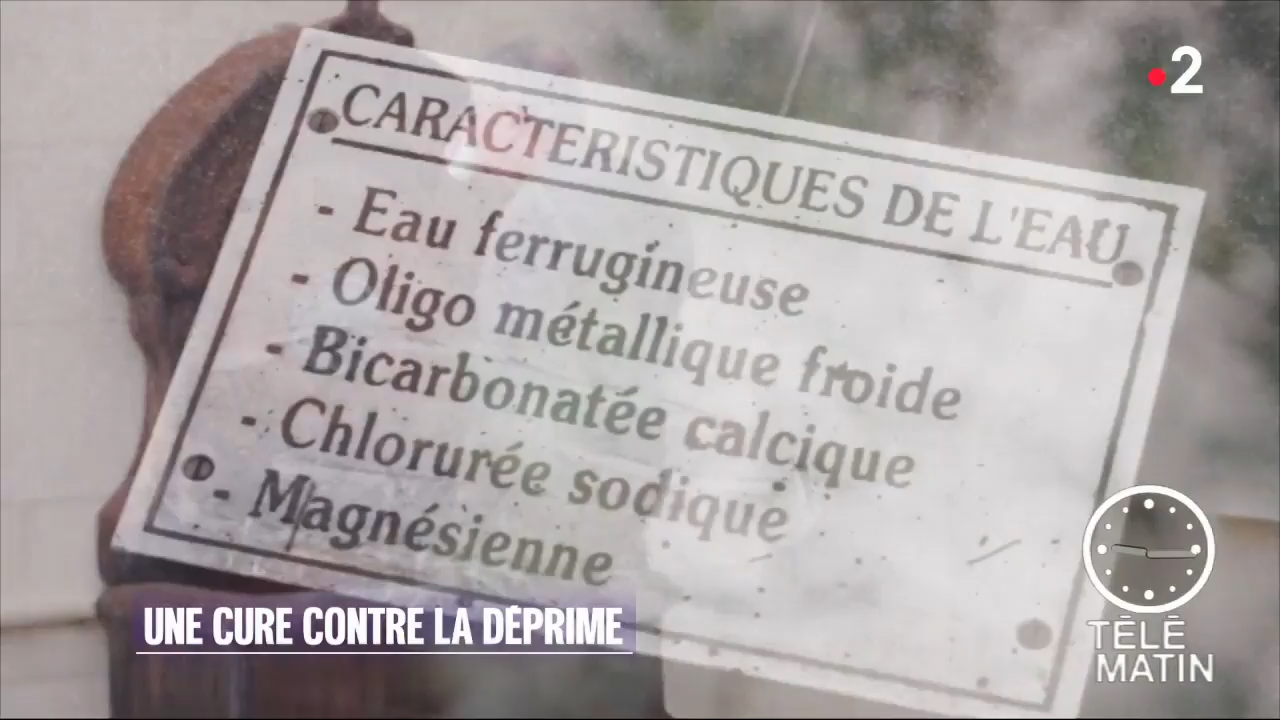 2
CARACTERISTIQUES DE L'EAU
- Eau ferrugineuse
- Oligo métallique froide
- Bicarbonatée calcique
- Chlorurée sodique
- Magnésienne
UNE CURE CONTRE LA DÉPRIME
TÉLÉ
MATIN